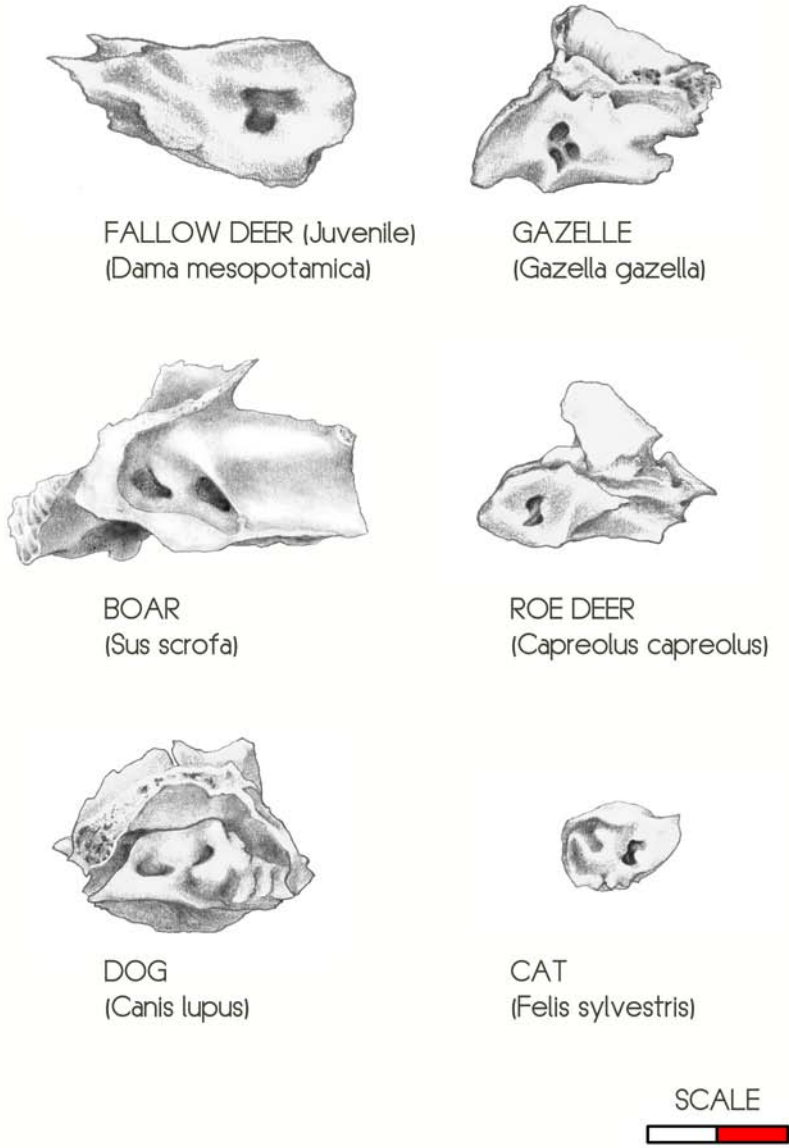 FALLOW DEER (Juvenile)
(Dama mesopotamica)
GAZELLE
(Gazella gazella)
BOAR
(Sus scrofa)
ROE DEER
(Capreolus capreolus)
DOG
(Canis lupus)
CAT
(Felis sylvestris)
SCALE